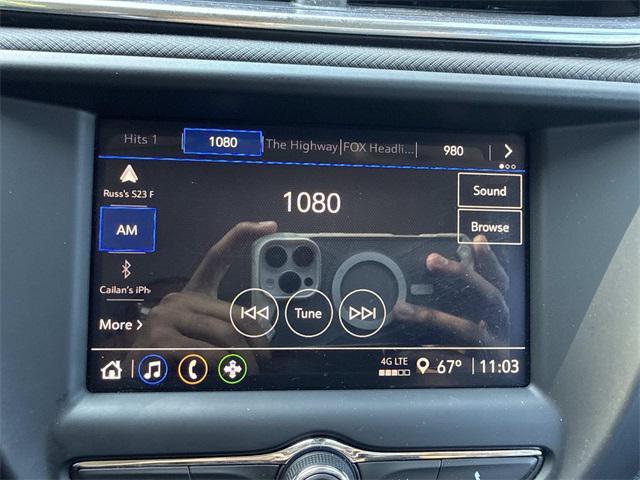 Hits 1 1080 The Highway FOX Headli... 980
Russ's S23 F
1080
Sound
AM
Browse
Cailan's iPh
Tune
More
4G LTE
67° 11:03